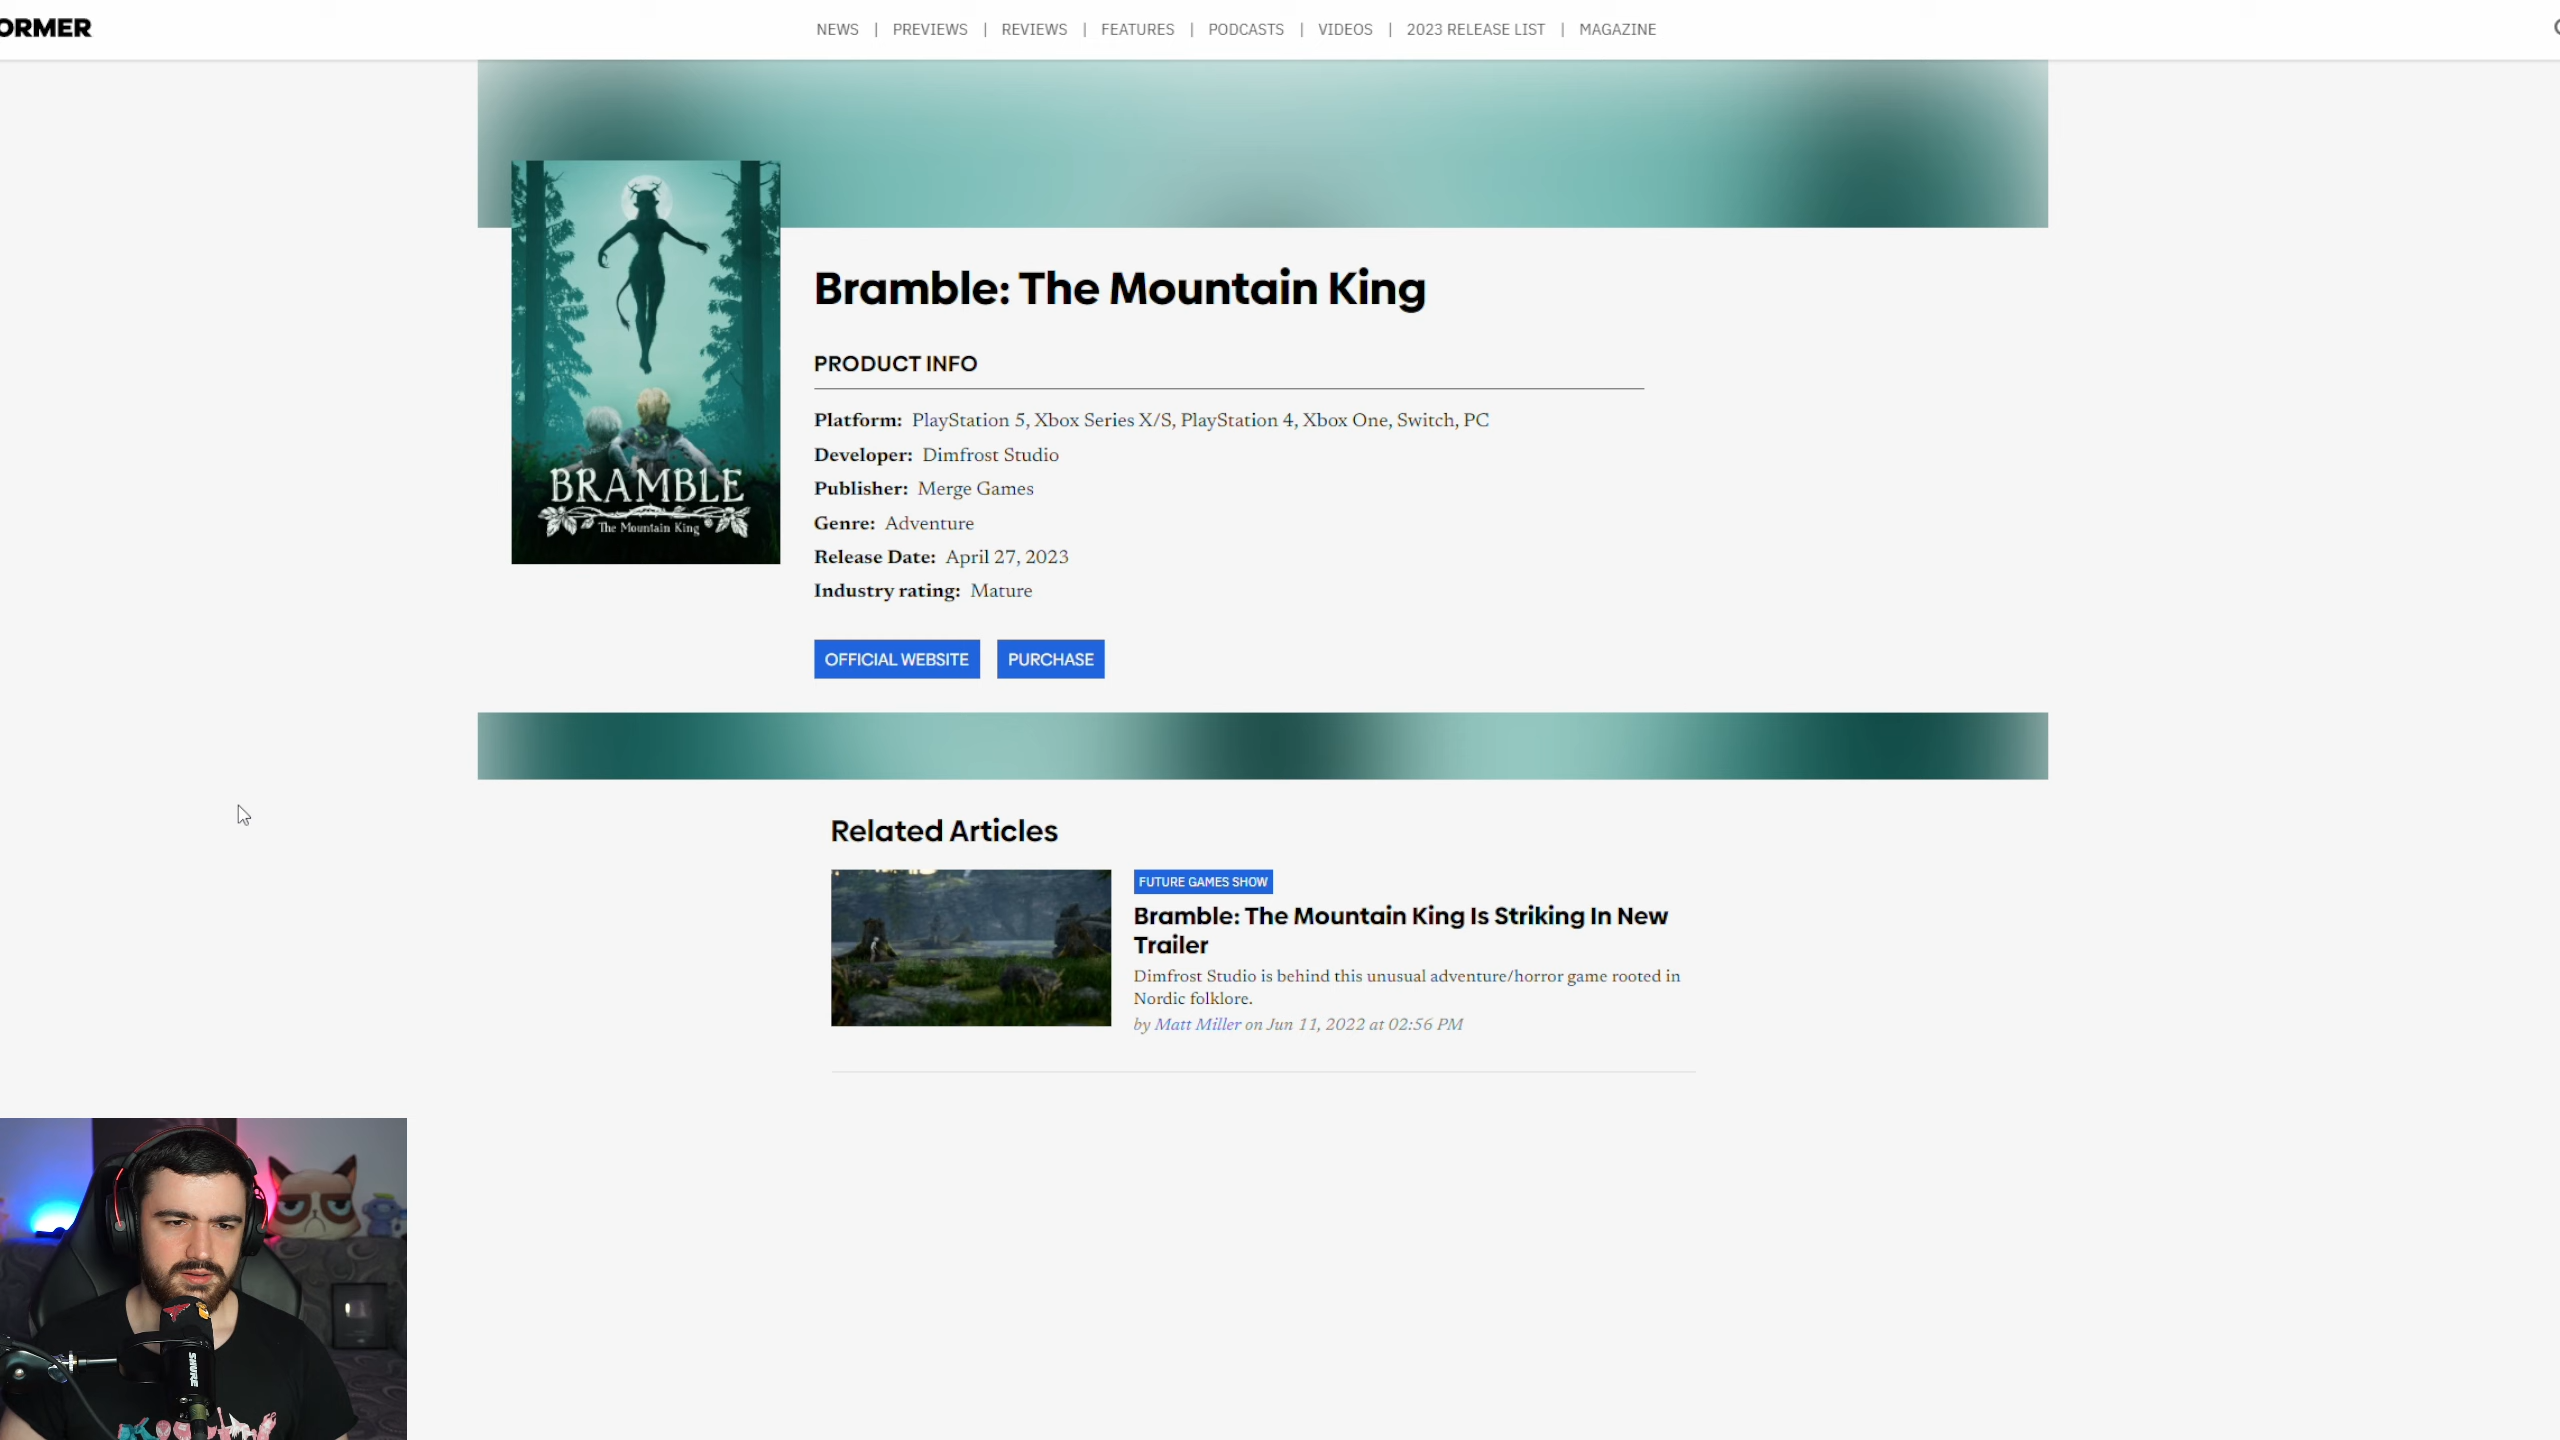 ORMER
NEWS | PREVIEWS | REVIEWS | FEATURES | PODCASTS | VIDEOS | 2023 RELEASE LIST | MAGAZINE
BRAMBLE
The Mountain King
Bramble: The Mountain King
PRODUCT INFO
Platform: PlayStation 5, Xbox Series X/S, PlayStation 4, Xbox One, Switch, PC
Developer: Dimfrost Studio
Publisher: Merge Games
Genre: Adventure
Release Date: April 27, 2023
Industry rating: Mature
OFFICIAL WEBSITE
PURCHASE
Related Articles
FUTURE GAMES SHOW
Bramble: The Mountain King Is Striking In New
Trailer
Dimfrost Studio is behind this unusual adventure/horror game rooted in
Nordic folklore.
by Matt Miller on Jun 11, 2022 at 02:56 PM
SHURE